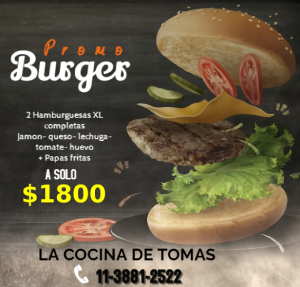 Promo
Burger
2 Hamburguesas XL
completas
Jamon- queso- lechuga-
tomate- huevo
+ Papas fritas
A SOLO
$1800
LA COCINA DE TOMAS
11-3881-2522